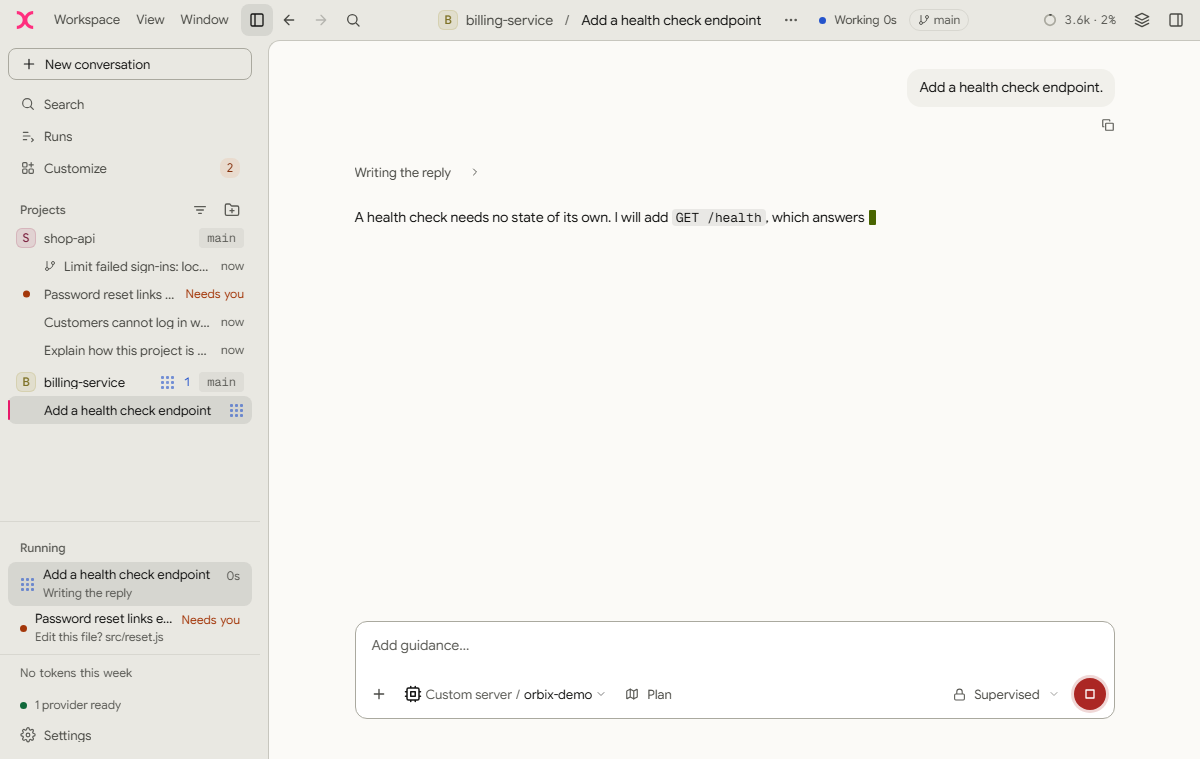 Workspace View Window
B billing-service / Add a health check endpoint ··· Working 0s main 3.6k · 2%
New conversation
Search
Runs
Customize 2
Projects
S shop-api main
Limit failed sign-ins: loc... now
Password reset links ... Needs you
Customers cannot log in w... now
Explain how this project is ... now
B billing-service 1 main
Add a health check endpoint
Running
Add a health check endpoint 0s
Writing the reply
Password reset links e... Needs you
Edit this file? src/reset.js
No tokens this week
1 provider ready
Settings
Add a health check endpoint.
Writing the reply
A health check needs no state of its own. I will add GET /health, which answers
Add guidance...
Custom server / orbix-demo Plan Supervised